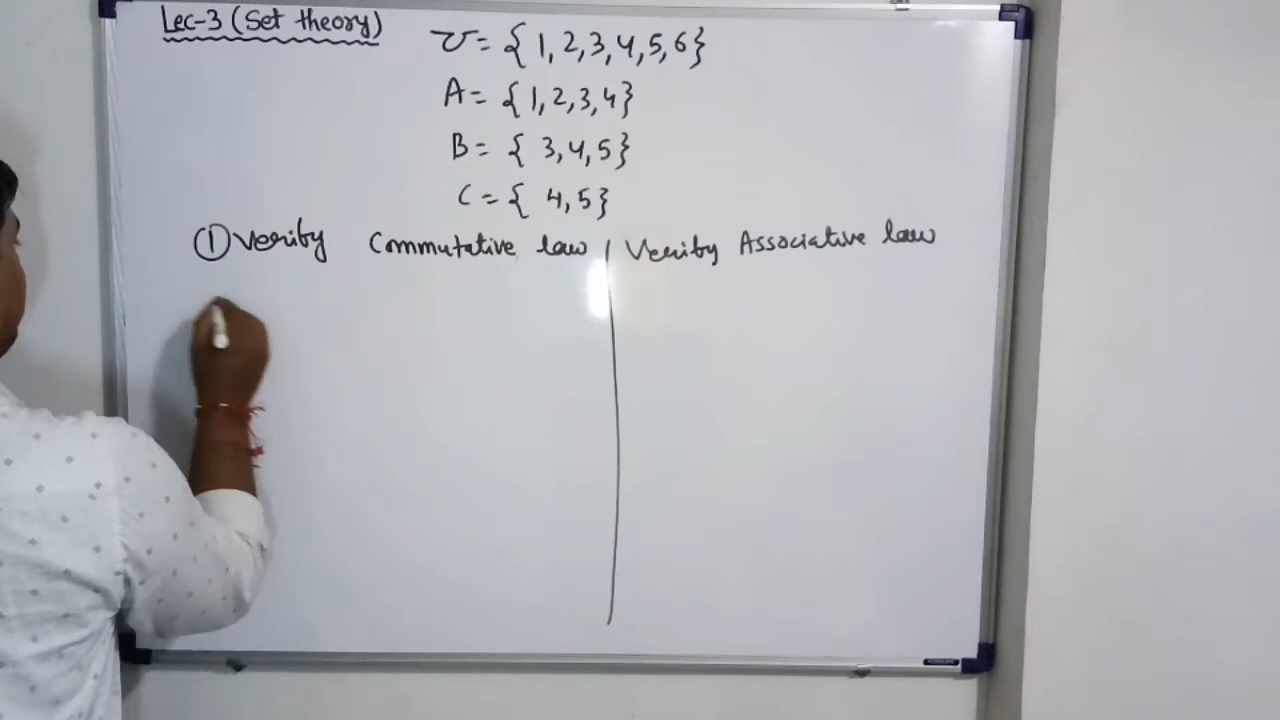 Lec-3 (Set theory)
U = { 1, 2, 3, 4, 5, 6 }
A = { 1, 2, 3, 4 }
B = { 3, 4, 5 }
C = { 4, 5 }
① Verify Commutative law / Verify Associative law